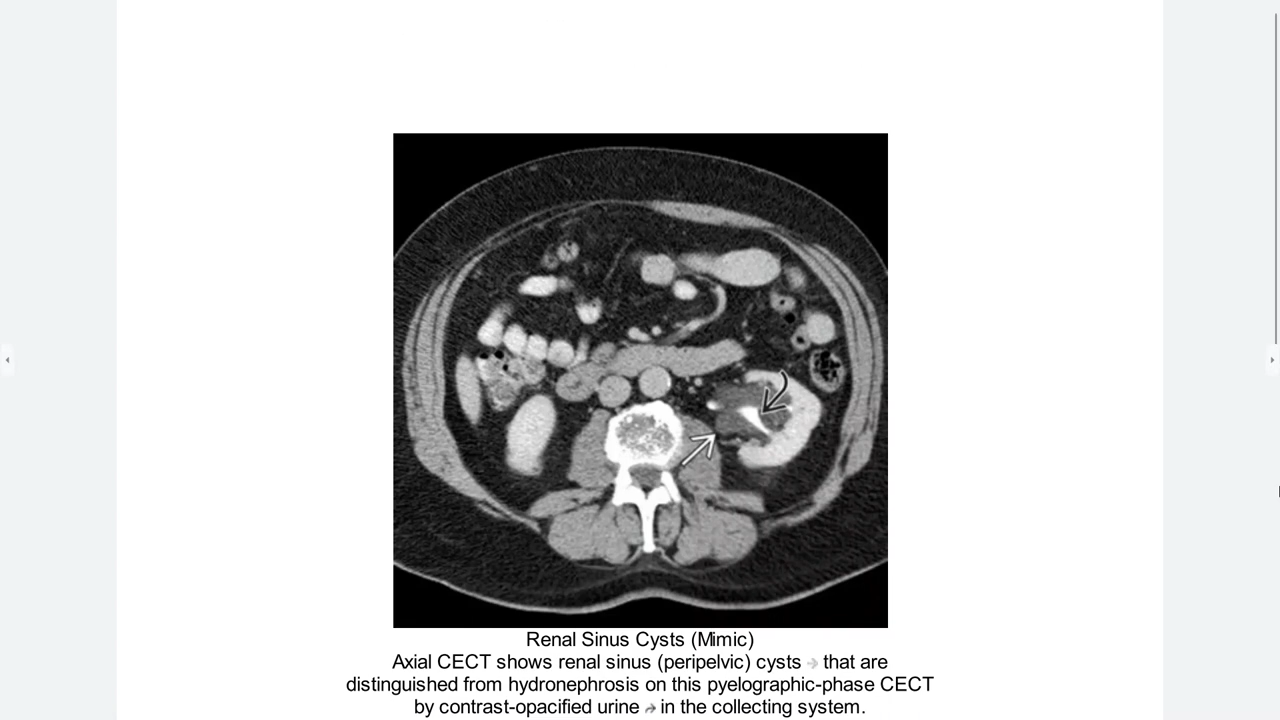 Renal Sinus Cysts (Mimic)
Axial CECT shows renal sinus (peripelvic) cysts → that are
distinguished from hydronephrosis on this pyelographic-phase CECT
by contrast-opacified urine ↷ in the collecting system.